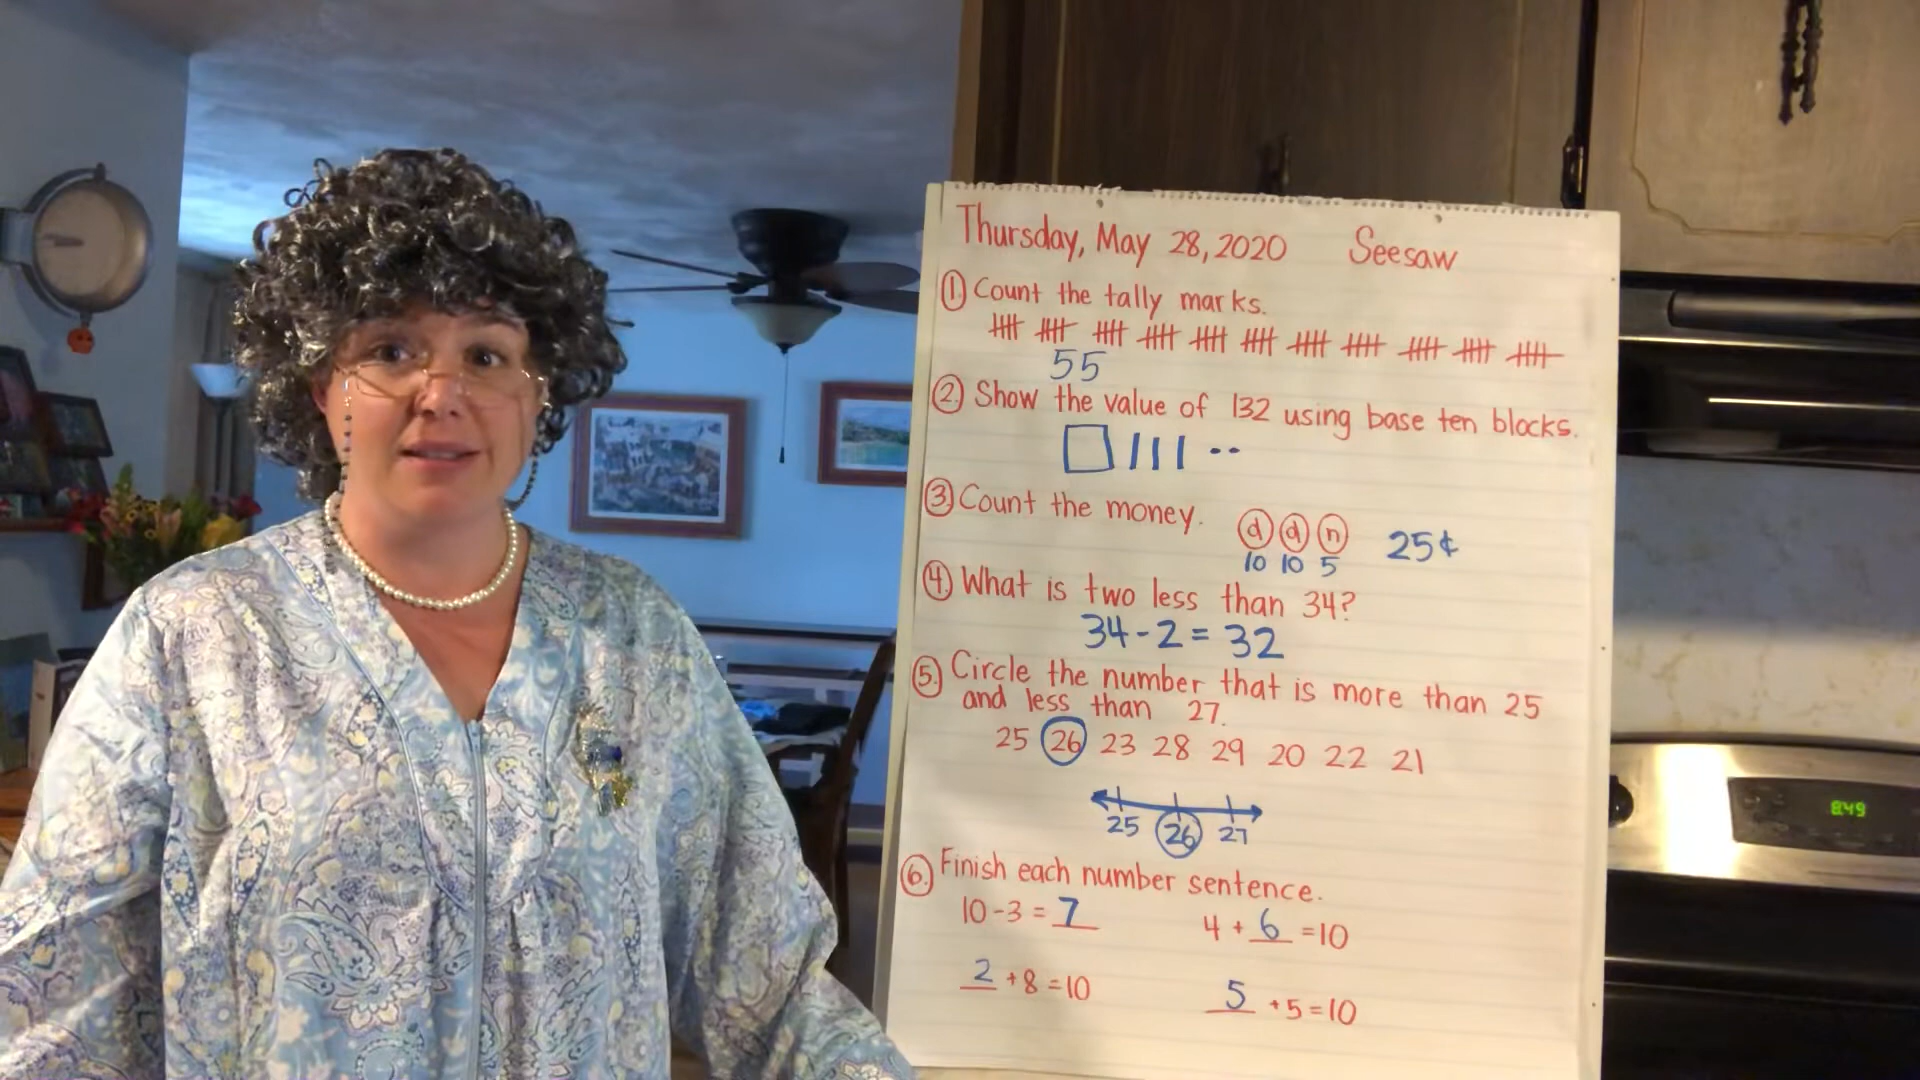 Thursday, May 28, 2020 Seesaw
1. Count the tally marks.
55
2. Show the value of 132 using base ten blocks.
3. Count the money. d d n 25¢
10 10 5
4. What is two less than 34?
34 - 2 = 32
5. Circle the number that is more than 25
and less than 27.
25 26 23 28 29 20 22 21
25 26 27
6. Finish each number sentence.
10 - 3 = 7 4 + 6 = 10
2 + 8 = 10 5 + 5 = 10
8:49